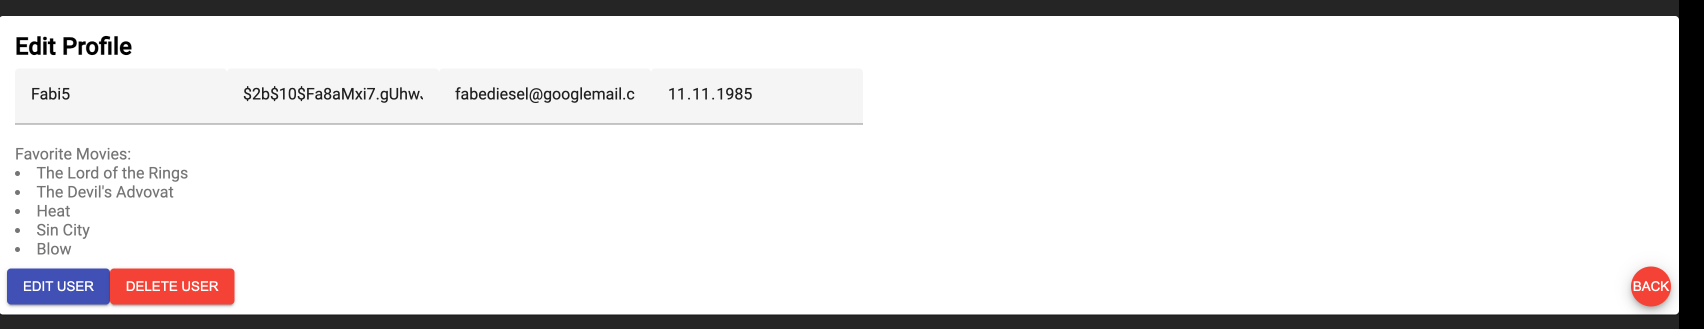 Edit Profile
Fabi5 $2b$10$Fa8aMxi7.gUhw fabediesel@googlemail.c 11.11.1985
Favorite Movies:
• The Lord of the Rings
• The Devil's Advovat
• Heat
• Sin City
• Blow
EDIT USER DELETE USER BACK